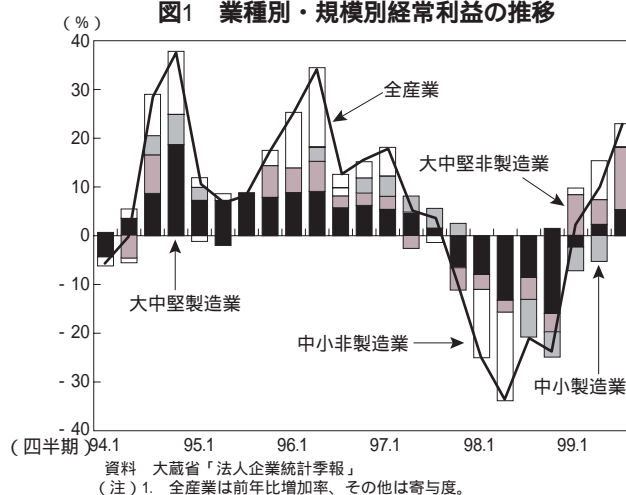 図1 業種別・規模別経常利益の推移
(%)
40
30
20
10
0
- 10
- 20
- 30
- 40
全産業
大中堅非製造業
大中堅製造業
中小非製造業
中小製造業
(四半期)94.1 95.1 96.1 97.1 98.1 99.1
資料 大蔵省「法人企業統計季報」
(注)1. 全産業は前年比増加率、その他は寄与度。